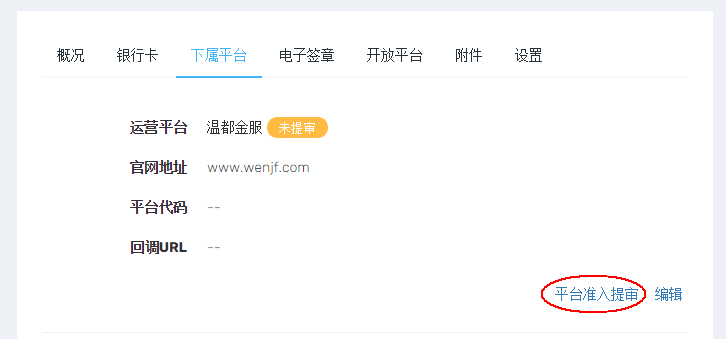 概况 银行卡 下属平台 电子签章 开放平台 附件 设置
运营平台 温都金服 未提审
官网地址 www.wenjf.com
平台代码 --
回调URL --
平台准入提审 编辑